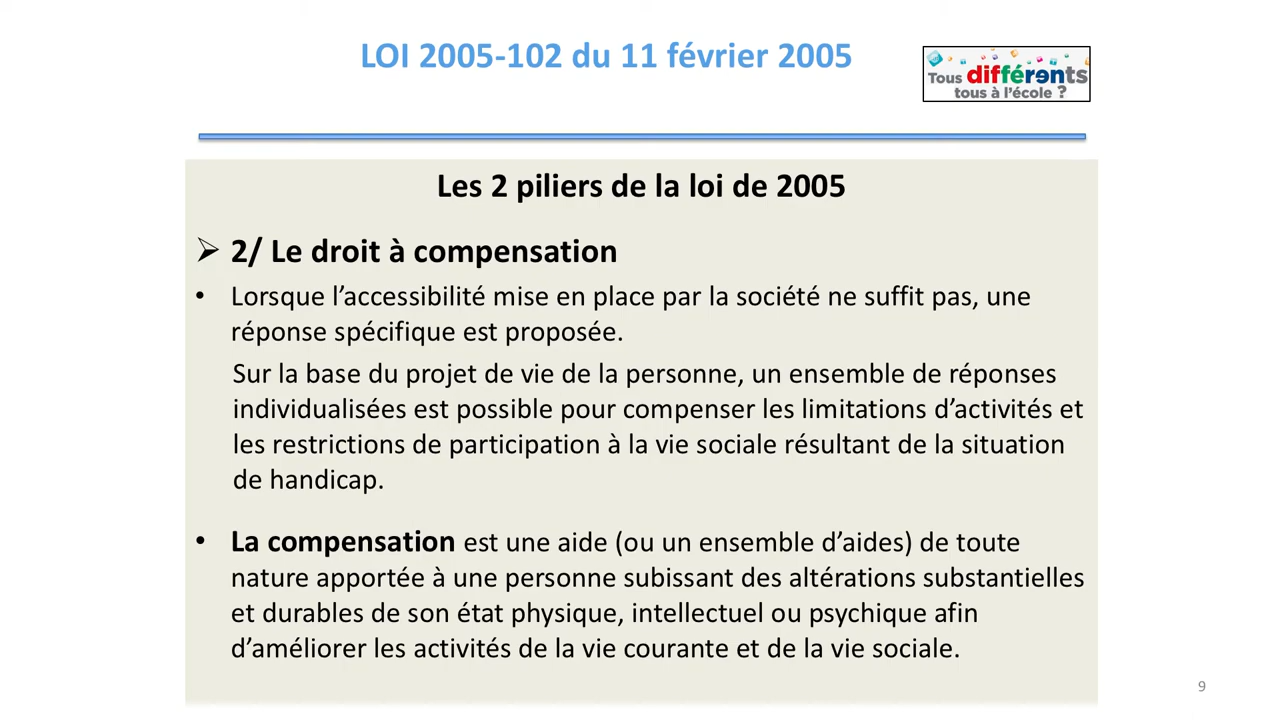 LOI 2005-102 du 11 février 2005
Tous différents
tous à l'école ?
Les 2 piliers de la loi de 2005
➢ 2/ Le droit à compensation
• Lorsque l’accessibilité mise en place par la société ne suffit pas, une
réponse spécifique est proposée.
Sur la base du projet de vie de la personne, un ensemble de réponses
individualisées est possible pour compenser les limitations d’activités et
les restrictions de participation à la vie sociale résultant de la situation
de handicap.
• La compensation est une aide (ou un ensemble d’aides) de toute
nature apportée à une personne subissant des altérations substantielles
et durables de son état physique, intellectuel ou psychique afin
d’améliorer les activités de la vie courante et de la vie sociale.
9